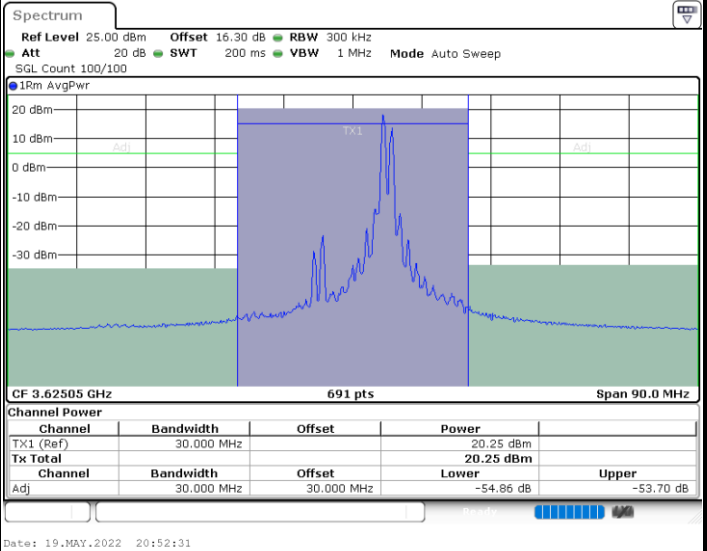 Spectrum
Ref Level 25.00 dBm Offset 16.30 dB RBW 300 kHz
Att 20 dB SWT 200 ms VBW 1 MHz Mode Auto Sweep
SGL Count 100/100
1Rm AvgPwr
20 dBm
TX1
10 dBm
Adj
Adj
0 dBm
-10 dBm
-20 dBm
-30 dBm
CF 3.62505 GHz 691 pts Span 90.0 MHz
Channel Power
Channel Bandwidth Offset Power
TX1 (Ref) 30.000 MHz 20.25 dBm
Tx Total 20.25 dBm
Channel Bandwidth Offset Lower Upper
Adj 30.000 MHz 30.000 MHz -54.86 dB -53.70 dB
Ready
Date: 19.MAY.2022 20:52:31